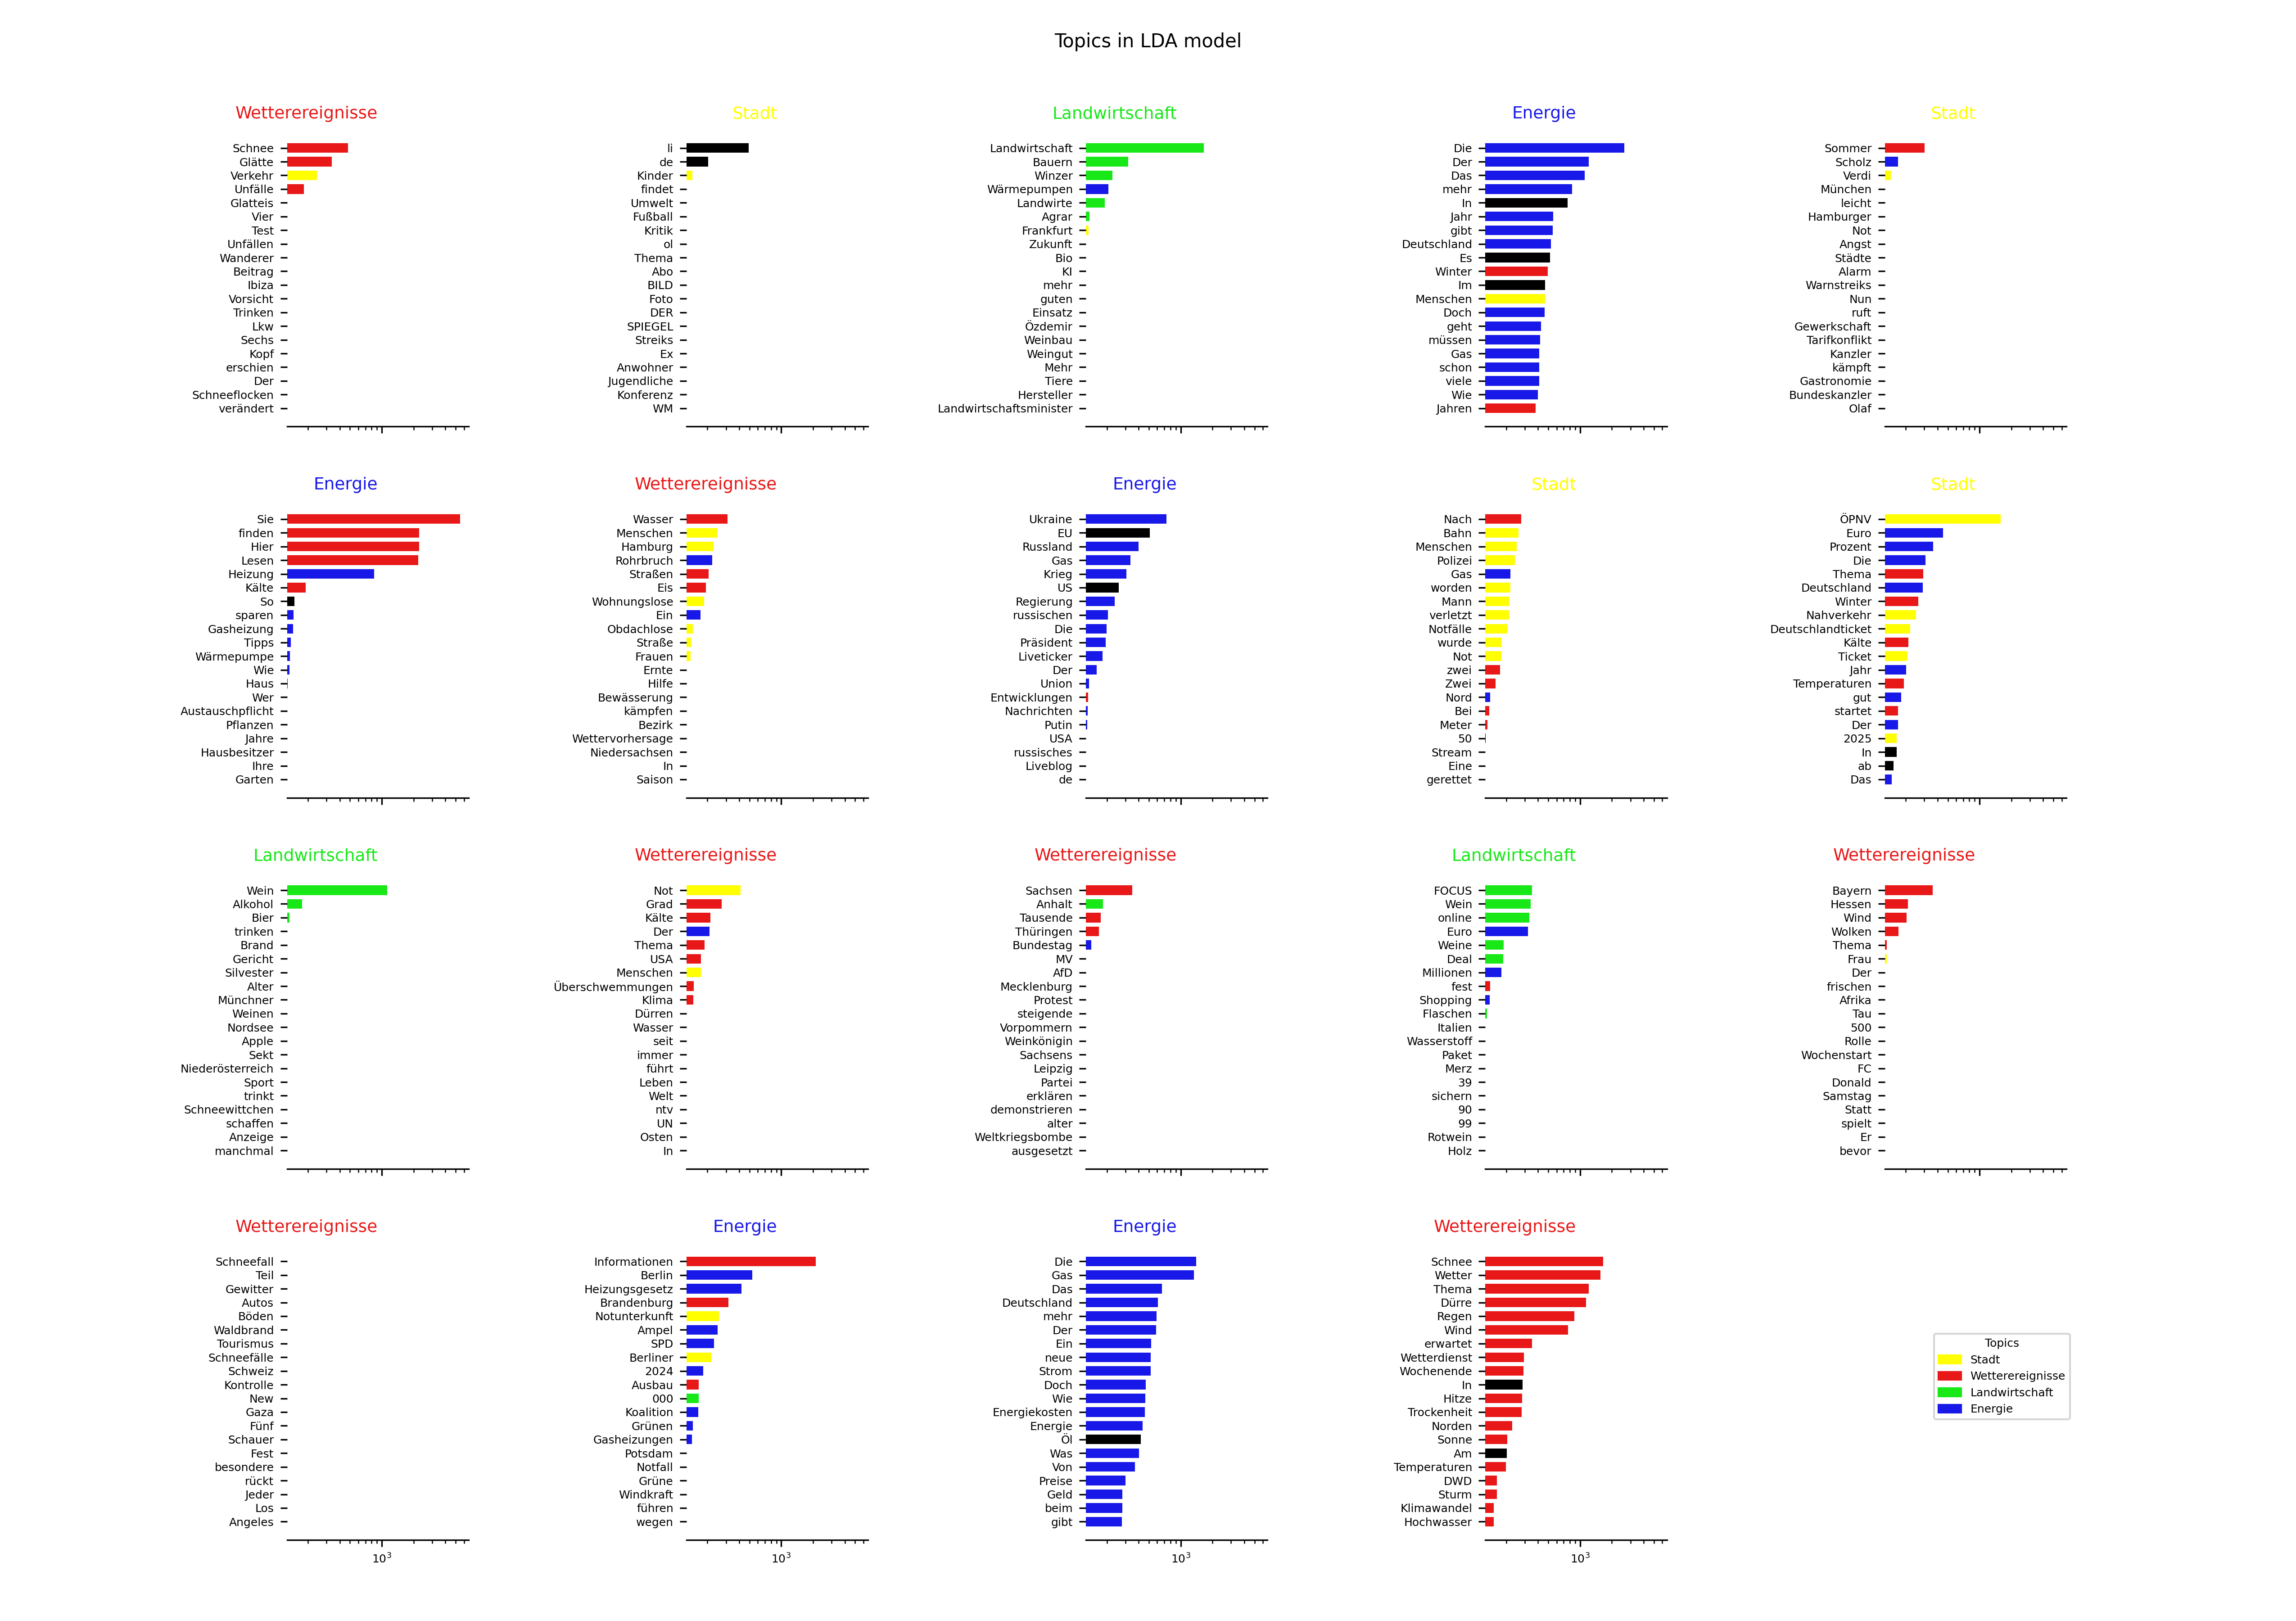 Topics in LDA model
Wetterereignisse
Schnee
Glätte
Verkehr
Unfälle
Glatteis
Vier
Test
Unfällen
Wanderer
Beitrag
Ibiza
Vorsicht
Trinken
Lkw
Sechs
Kopf
erschien
Der
Schneeflocken
verändert
Stadt
li
de
Kinder
findet
Umwelt
Fußball
Kritik
ol
Thema
Abo
BILD
Foto
DER
SPIEGEL
Streiks
Ex
Anwohner
Jugendliche
Konferenz
WM
Landwirtschaft
Landwirtschaft
Bauern
Winzer
Wärmepumpen
Landwirte
Agrar
Frankfurt
Zukunft
Bio
KI
mehr
guten
Einsatz
Özdemir
Weinbau
Weingut
Mehr
Tiere
Hersteller
Landwirtschaftsminister
Energie
Die
Der
Das
mehr
In
Jahr
gibt
Deutschland
Es
Winter
Im
Menschen
Doch
geht
müssen
Gas
schon
viele
Wie
Jahren
Stadt
Sommer
Scholz
Verdi
München
leicht
Hamburger
Not
Angst
Städte
Alarm
Warnstreiks
Nun
ruft
Gewerkschaft
Tarifkonflikt
Kanzler
kämpft
Gastronomie
Bundeskanzler
Olaf
Energie
Sie
finden
Hier
Lesen
Heizung
Kälte
So
sparen
Gasheizung
Tipps
Wärmepumpe
Wie
Haus
Wer
Austauschpflicht
Pflanzen
Jahre
Hausbesitzer
Ihre
Garten
Wetterereignisse
Wasser
Menschen
Hamburg
Rohrbruch
Straßen
Eis
Wohnungslose
Ein
Obdachlose
Straße
Frauen
Ernte
Hilfe
Bewässerung
kämpfen
Bezirk
Wettervorhersage
Niedersachsen
In
Saison
Energie
Ukraine
EU
Russland
Gas
Krieg
US
Regierung
russischen
Die
Präsident
Liveticker
Der
Union
Entwicklungen
Nachrichten
Putin
USA
russisches
Liveblog
de
Stadt
Nach
Bahn
Menschen
Polizei
Gas
worden
Mann
verletzt
Notfälle
wurde
Not
zwei
Zwei
Nord
Bei
Meter
50
Stream
Eine
gerettet
Stadt
ÖPNV
Euro
Prozent
Die
Thema
Deutschland
Winter
Nahverkehr
Deutschlandticket
Kälte
Ticket
Jahr
Temperaturen
gut
startet
Der
2025
In
ab
Das
Landwirtschaft
Wein
Alkohol
Bier
trinken
Brand
Gericht
Silvester
Alter
Münchner
Weinen
Nordsee
Apple
Sekt
Niederösterreich
Sport
trinkt
Schneewittchen
schaffen
Anzeige
manchmal
Wetterereignisse
Not
Grad
Kälte
Der
Thema
USA
Menschen
Überschwemmungen
Klima
Dürren
Wasser
seit
immer
führt
Leben
Welt
ntv
UN
Osten
In
Wetterereignisse
Sachsen
Anhalt
Tausende
Thüringen
Bundestag
MV
AfD
Mecklenburg
Protest
steigende
Vorpommern
Weinkönigin
Sachsens
Leipzig
Partei
erklären
demonstrieren
alter
Weltkriegsbombe
ausgesetzt
Landwirtschaft
FOCUS
Wein
online
Euro
Weine
Deal
Millionen
fest
Shopping
Flaschen
Italien
Wasserstoff
Paket
Merz
39
sichern
90
99
Rotwein
Holz
Wetterereignisse
Bayern
Hessen
Wind
Wolken
Thema
Frau
Der
frischen
Afrika
Tau
500
Rolle
Wochenstart
FC
Donald
Samstag
Statt
spielt
Er
bevor
Wetterereignisse
Schneefall
Teil
Gewitter
Autos
Böden
Waldbrand
Tourismus
Schneefälle
Schweiz
Kontrolle
New
Gaza
Fünf
Schauer
Fest
besondere
rückt
Jeder
Los
Angeles
10³
Energie
Informationen
Berlin
Heizungsgesetz
Brandenburg
Notunterkunft
Ampel
SPD
Berliner
2024
Ausbau
000
Koalition
Grünen
Gasheizungen
Potsdam
Notfall
Grüne
Windkraft
führen
wegen
10³
Energie
Die
Gas
Das
Deutschland
mehr
Der
Ein
neue
Strom
Doch
Wie
Energiekosten
Energie
Öl
Was
Von
Preise
Geld
beim
gibt
10³
Wetterereignisse
Schnee
Wetter
Thema
Dürre
Regen
Wind
erwartet
Wetterdienst
Wochenende
In
Hitze
Trockenheit
Norden
Sonne
Am
Temperaturen
DWD
Sturm
Klimawandel
Hochwasser
10³
Topics
Stadt
Wetterereignisse
Landwirtschaft
Energie